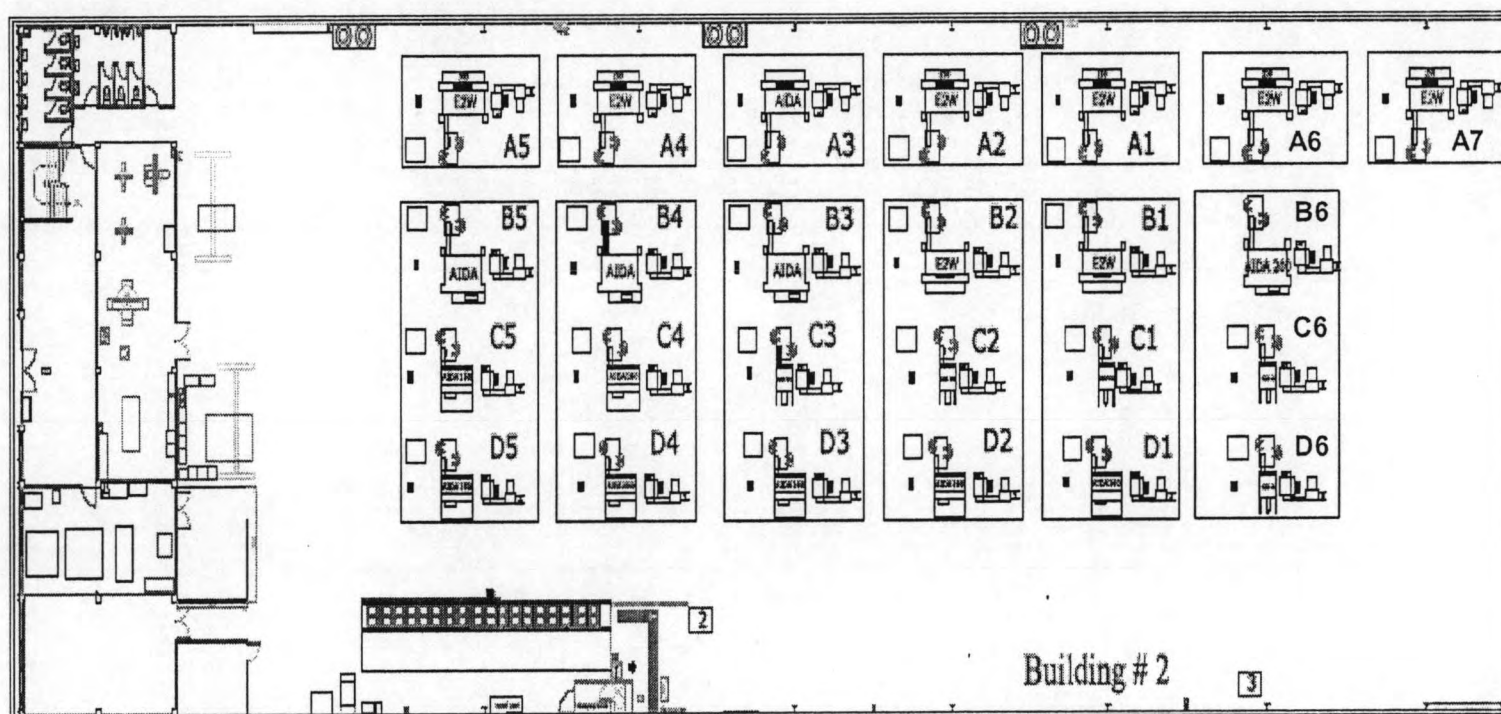 E2W E2W AIDA E2W E2W E2W E2W
A5 A4 A3 A2 A1 A6 A7
B5 B4 B3 B2 B1 B6
AIDA AIDA AIDA E2W E2W AIDA 200
C5 C4 C3 C2 C1 C6
D5 D4 D3 D2 D1 D6
2
Building # 2
3